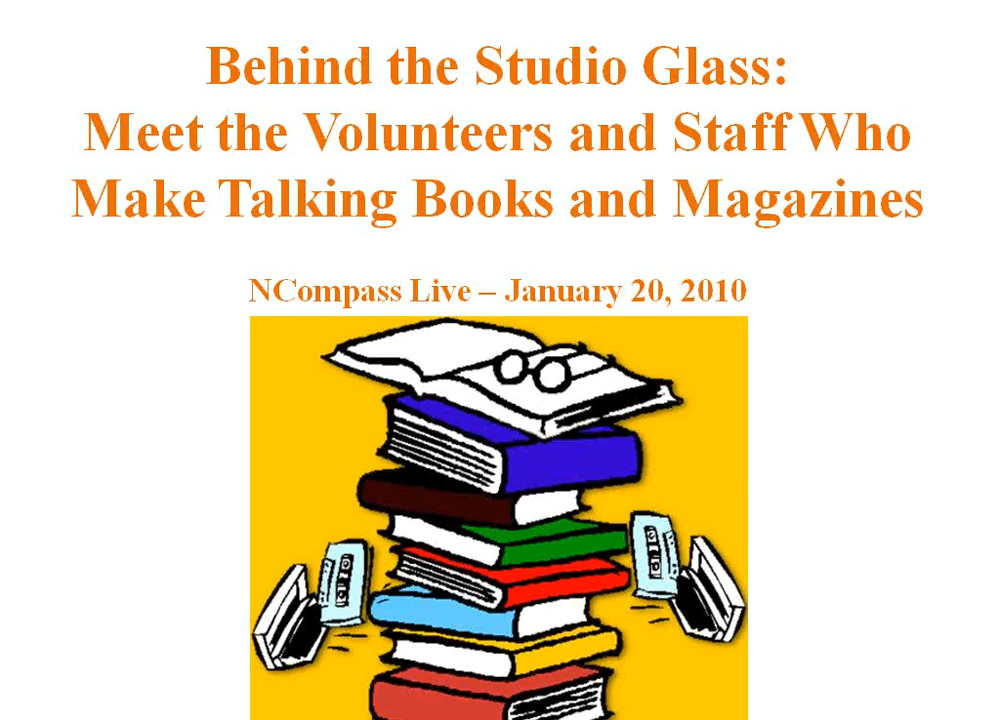 Behind the Studio Glass:
Meet the Volunteers and Staff Who
Make Talking Books and Magazines
NCompass Live – January 20, 2010